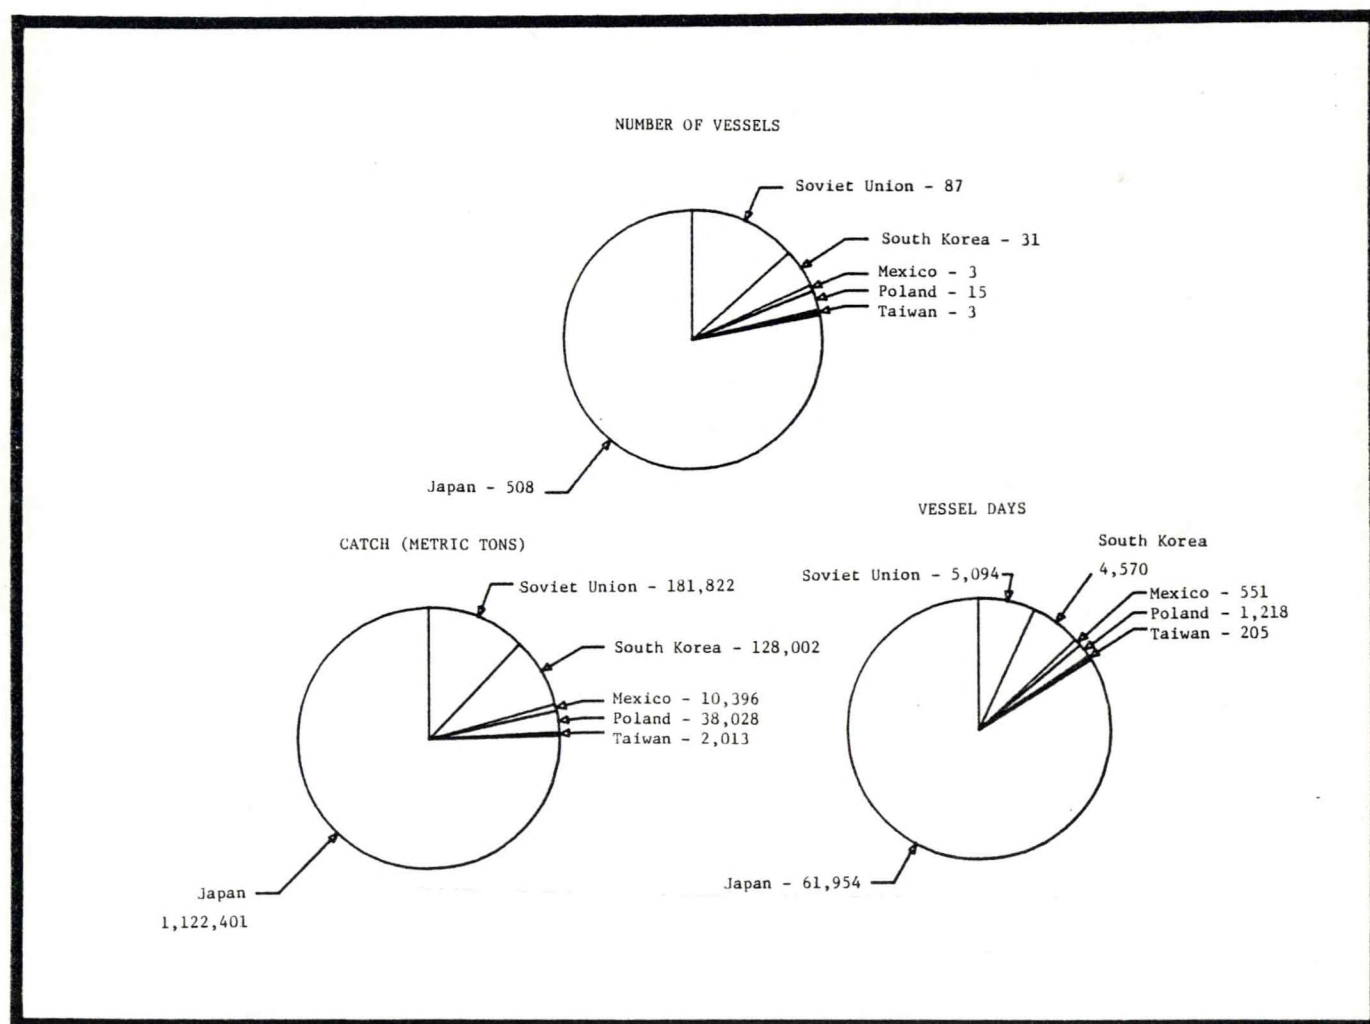 NUMBER OF VESSELS
Soviet Union - 87
South Korea - 31
Mexico - 3
Poland - 15
Taiwan - 3
Japan - 508
CATCH (METRIC TONS)
Soviet Union - 181,822
South Korea - 128,002
Mexico - 10,396
Poland - 38,028
Taiwan - 2,013
Japan
1,122,401
VESSEL DAYS
Soviet Union - 5,094
South Korea
4,570
Mexico - 551
Poland - 1,218
Taiwan - 205
Japan - 61,954